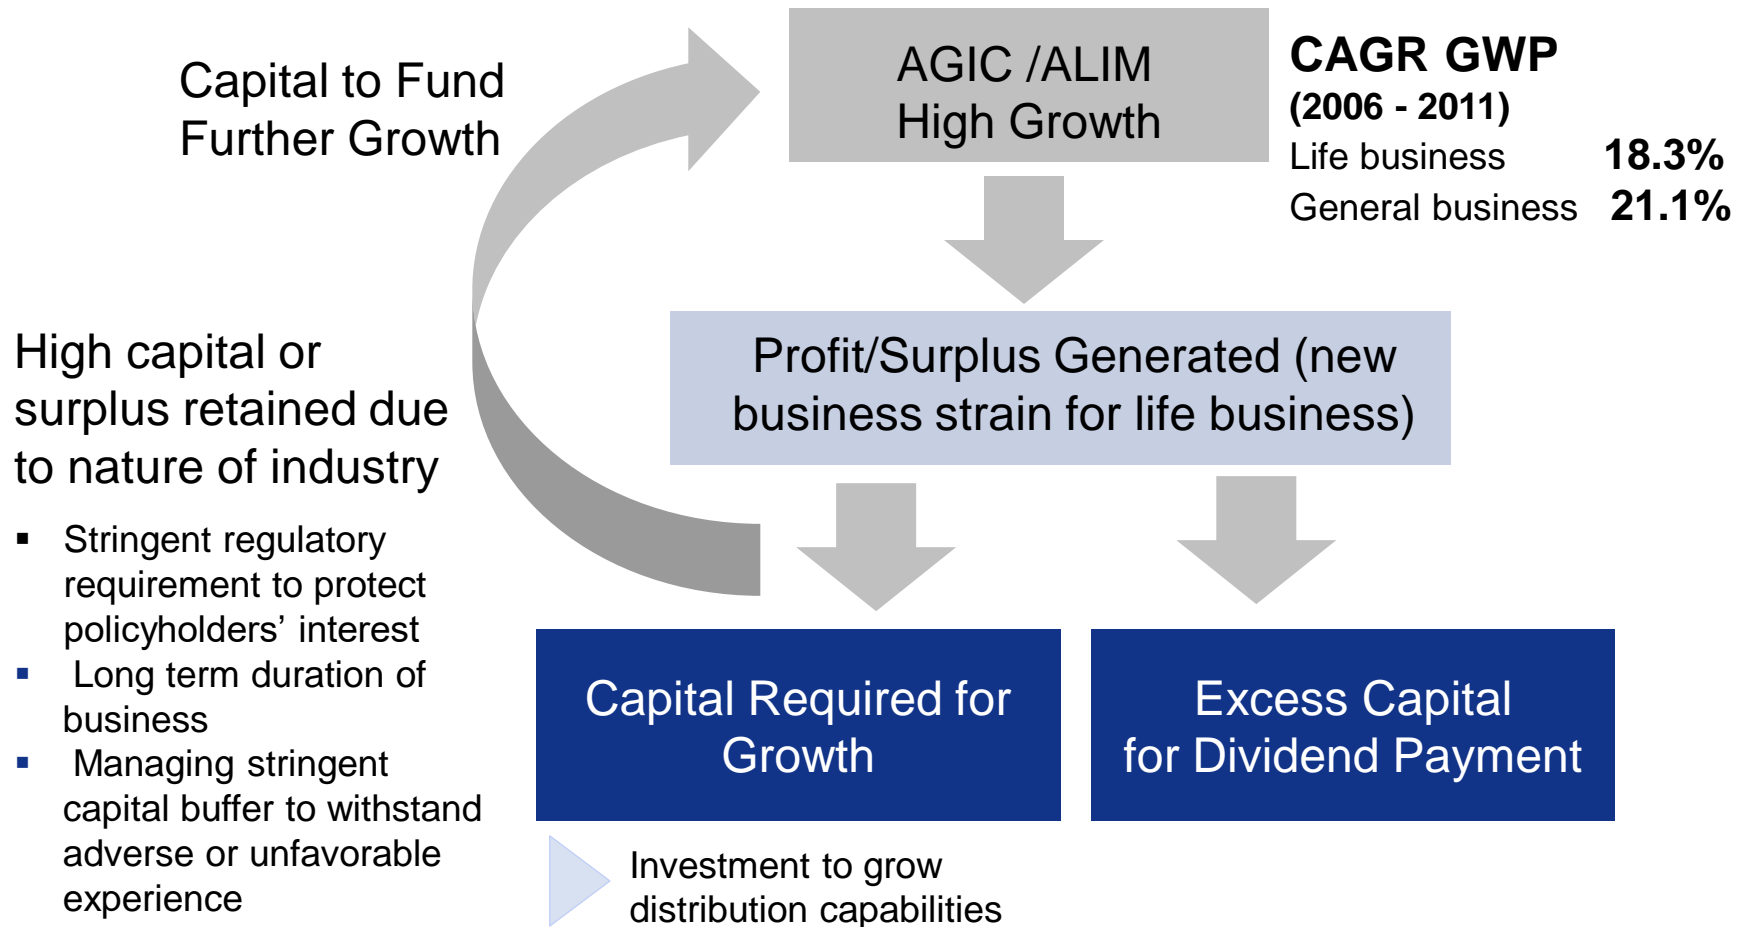 Capital to Fund
Further Growth
AGIC /ALIM
High Growth
CAGR GWP
(2006 - 2011)
Life business 18.3%
General business 21.1%
Profit/Surplus Generated (new
business strain for life business)
High capital or
surplus retained due
to nature of industry
▪ Stringent regulatory
requirement to protect
policyholders’ interest
▪ Long term duration of
business
▪ Managing stringent
capital buffer to withstand
adverse or unfavorable
experience
Capital Required for
Growth
Excess Capital
for Dividend Payment
Investment to grow
distribution capabilities